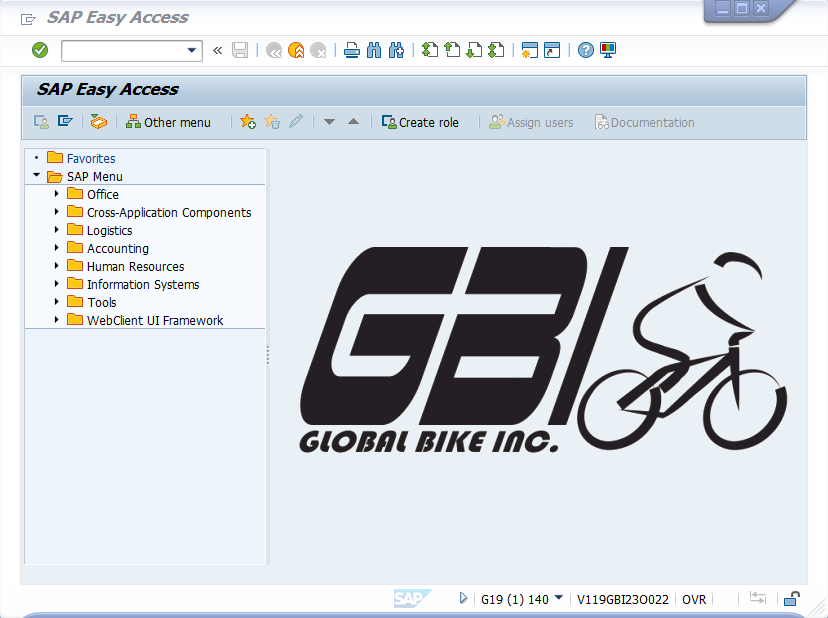 SAP Easy Access
SAP Easy Access
Other menu
Create role
Assign users
Documentation
Favorites
SAP Menu
Office
Cross-Application Components
Logistics
Accounting
Human Resources
Information Systems
Tools
WebClient UI Framework
GBI
GLOBAL BIKE INC.
SAP
G19 (1) 140
V119GBI23O022
OVR